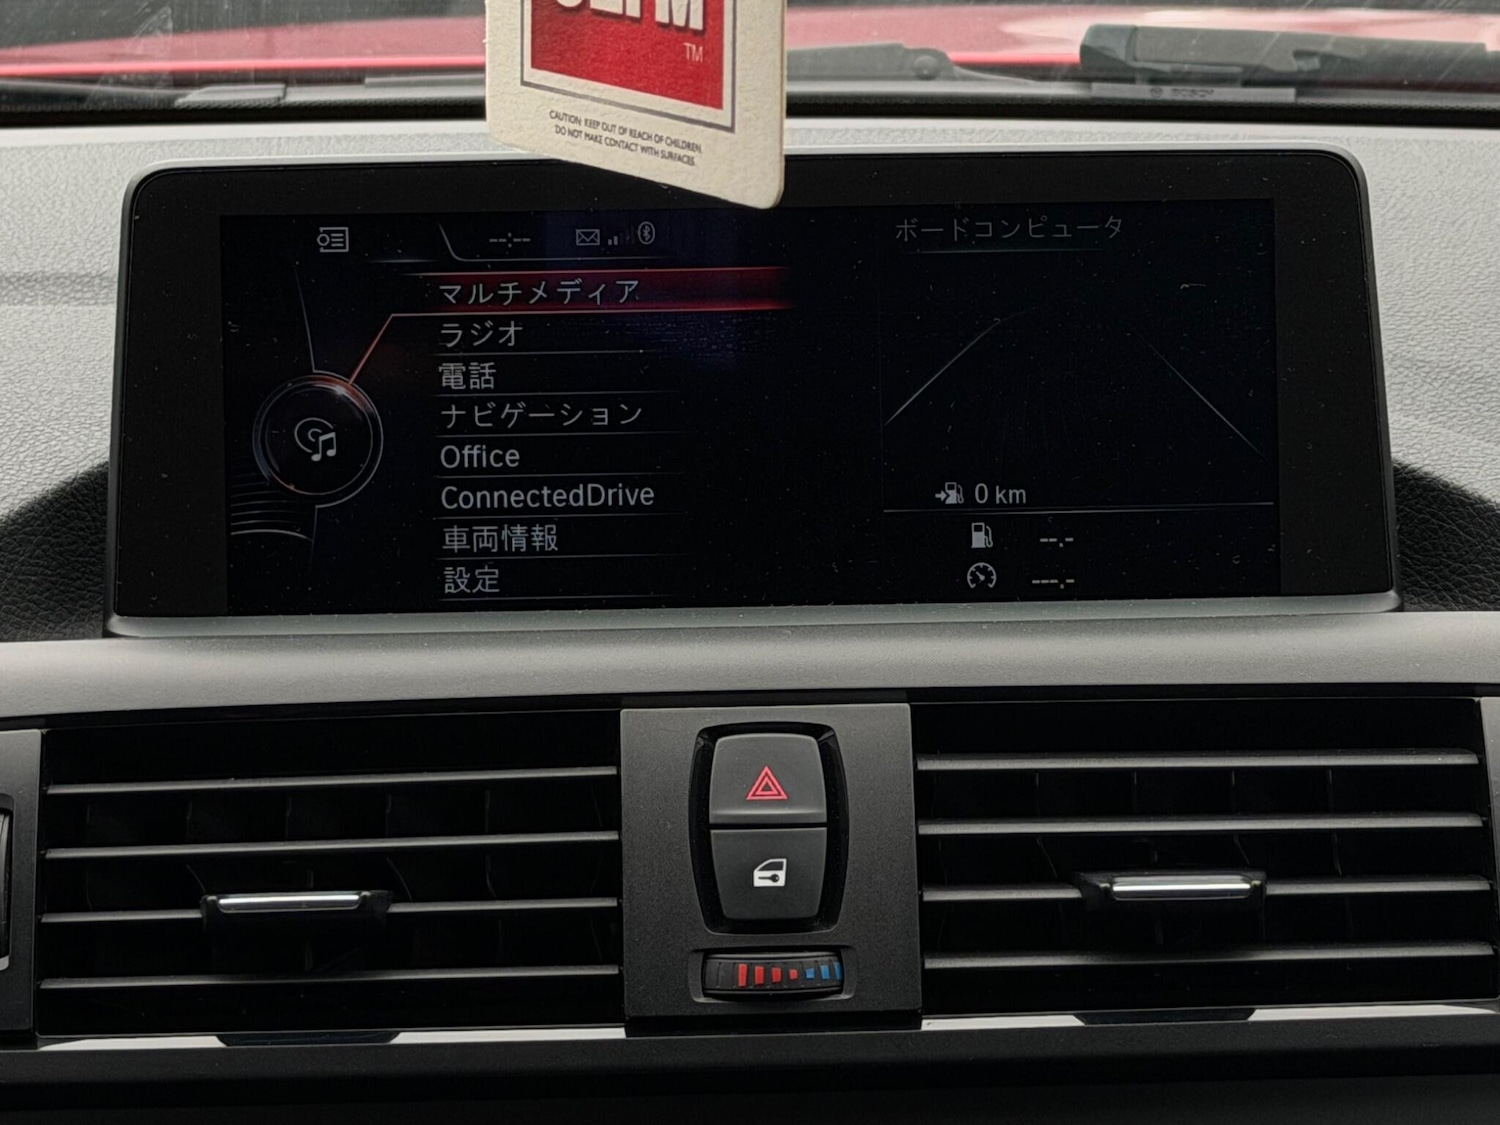 TM
CAUTION: KEEP OUT OF REACH OF CHILDREN.
DO NOT MAKE CONTACT WITH SURFACES.
--:--
ボードコンピュータ
マルチメディア
ラジオ
電話
ナビゲーション
Office
ConnectedDrive
車両情報
設定
0 km
--.-
---.-